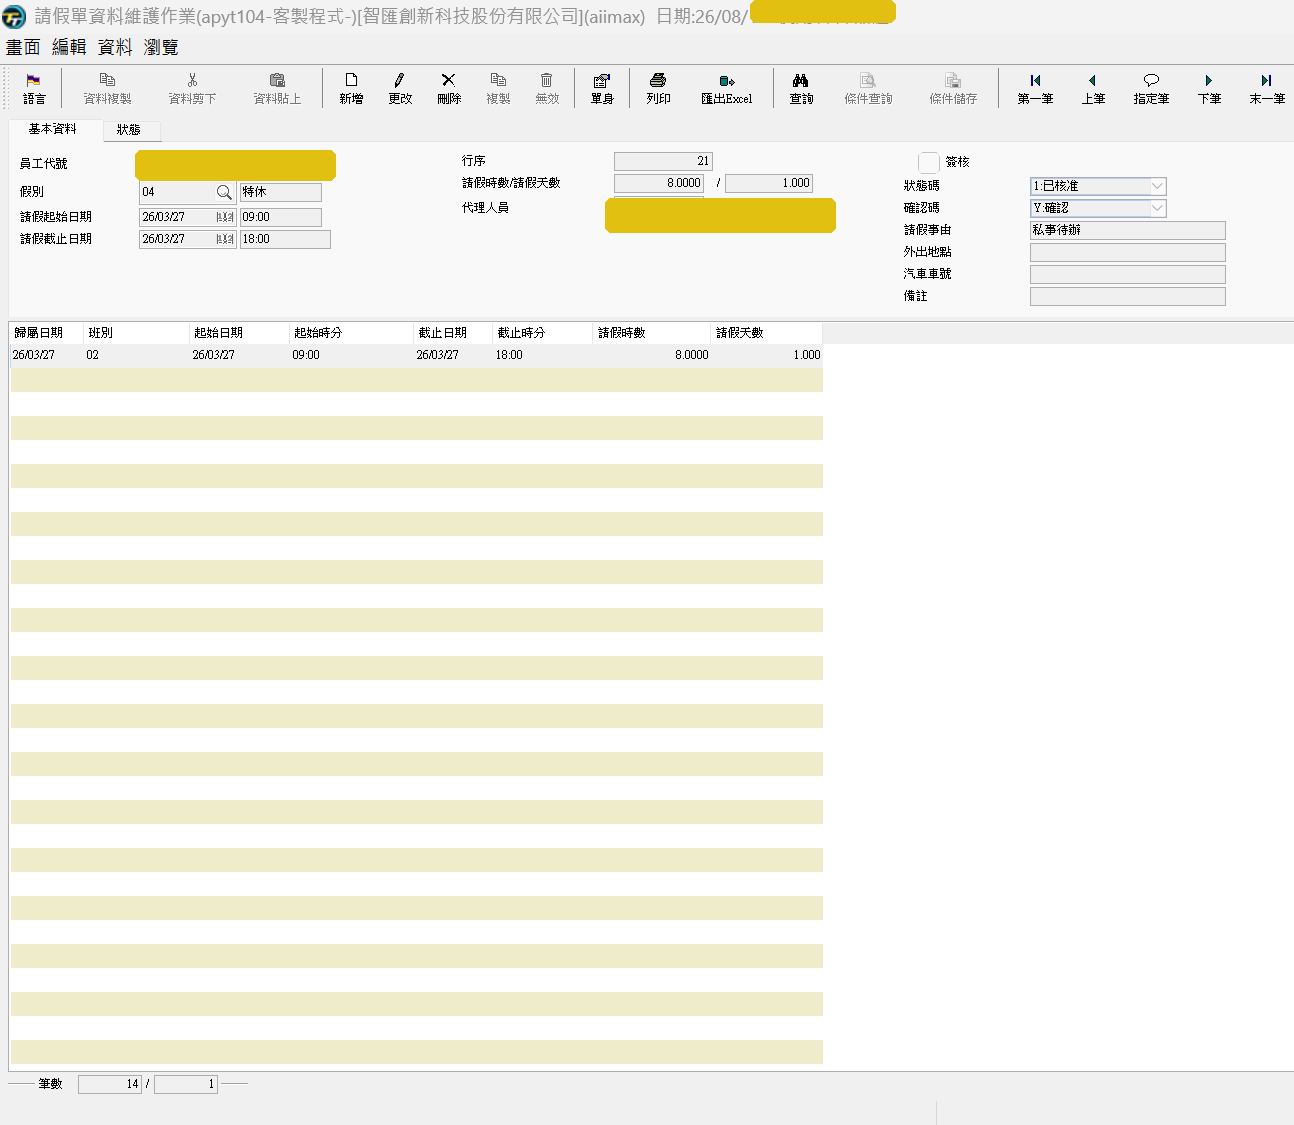 請假單資料維護作業(apyt104-客製程式-)[智匯創新科技股份有限公司](aiimax) 日期:26/08/
畫面 編輯 資料 瀏覽
語言 資料複製 資料剪下 資料貼上 新增 更改 刪除 複製 無效 單身 列印 匯出Excel 查詢 條件查詢 條件儲存 第一筆 上筆 指定筆 下筆 末一筆
基本資料 狀態
員工代號
假別 04 特休
請假起始日期 26/03/27 09:00
請假截止日期 26/03/27 18:00
行序 21
請假時數/請假天數 8.0000 / 1.000
代理人員
簽核
狀態碼 1:已核准
確認碼 Y:確認
請假事由 私事待辦
外出地點
汽車車號
備註
歸屬日期 班別 起始日期 起始時分 截止日期 截止時分 請假時數 請假天數
26/03/27 02 26/03/27 09:00 26/03/27 18:00 8.0000 1.000
筆數 14 / 1